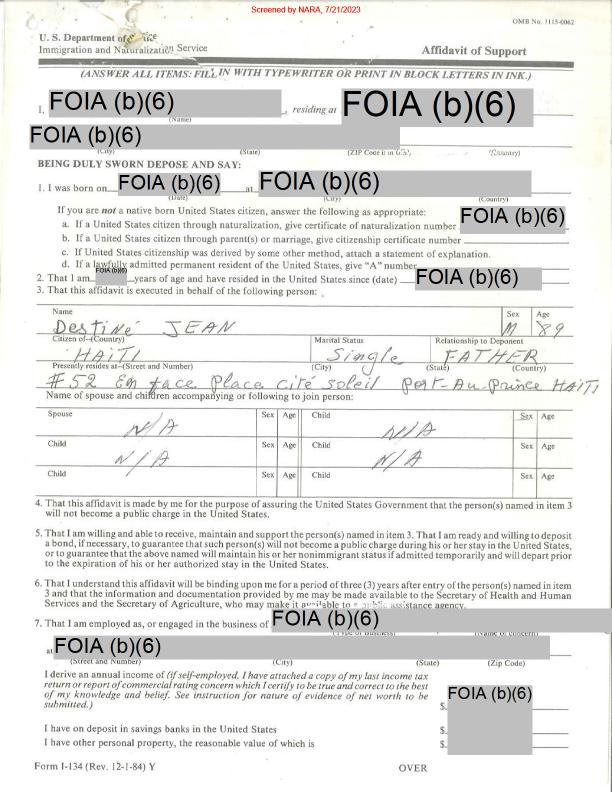 Screened by NARA, 7/21/2023
OMB No. 1115-0062
U. S. Department of
Immigration and Naturalization Service
Affidavit of Support
(ANSWER ALL ITEMS: FILL IN WITH TYPEWRITER OR PRINT IN BLOCK LETTERS IN INK.)
I, FOIA (b)(6) , residing at FOIA (b)(6)
(Name)
FOIA (b)(6)
(City) (State) (ZIP Code if in U.S.) (Country)
BEING DULY SWORN DEPOSE AND SAY:
1. I was born on FOIA (b)(6) at FOIA (b)(6)
(Date) (City) (Country)
If you are not a native born United States citizen, answer the following as appropriate:
a. If a United States citizen through naturalization, give certificate of naturalization number FOIA (b)(6)
b. If a United States citizen through parent(s) or marriage, give citizenship certificate number
c. If United States citizenship was derived by some other method, attach a statement of explanation.
d. If a lawfully admitted permanent resident of the United States, give "A" number
2. That I am FOIA (b)(6) years of age and have resided in the United States since (date) FOIA (b)(6)
3. That this affidavit is executed in behalf of the following person:
Name Sex Age
Destiné JEAN M 89
Citizen of--(Country) Marital Status Relationship to Deponent
HAITI Single FATHER
Presently resides at--(Street and Number) (City) (State) (Country)
#52 En face Place cité soleil Port-Au-Prince HAITI
Name of spouse and children accompanying or following to join person:
Spouse Sex Age Child Sex Age
N/A N/A
Child Sex Age Child Sex Age
N/A N/A
Child Sex Age Child Sex Age
4. That this affidavit is made by me for the purpose of assuring the United States Government that the person(s) named in item 3
will not become a public charge in the United States.
5. That I am willing and able to receive, maintain and support the person(s) named in item 3. That I am ready and willing to deposit
a bond, if necessary, to guarantee that such person(s) will not become a public charge during his or her stay in the United States,
or to guarantee that the above named will maintain his or her nonimmigrant status if admitted temporarily and will depart
prior to the expiration of his or her authorized stay in the United States.
6. That I understand this affidavit will be binding upon me for a period of three (3) years after entry of the person(s) named in item
3 and that the information and documentation provided by me may be made available to the Secretary of Health and Human
Services and the Secretary of Agriculture, who may make it available to a public assistance agency.
7. That I am employed as, or engaged in the business of FOIA (b)(6)
(Type of Business) (Name of concern)
at FOIA (b)(6)
(Street and Number) (City) (State) (Zip Code)
I derive an annual income of (if self-employed, I have attached a copy of my last income tax
return or report of commercial rating concern which I certify to be true and correct to the best
of my knowledge and belief. See instruction for nature of evidence of net worth to be
submitted.) $ FOIA (b)(6)
I have on deposit in savings banks in the United States $
I have other personal property, the reasonable value of which is $
Form I-134 (Rev. 12-1-84) Y OVER